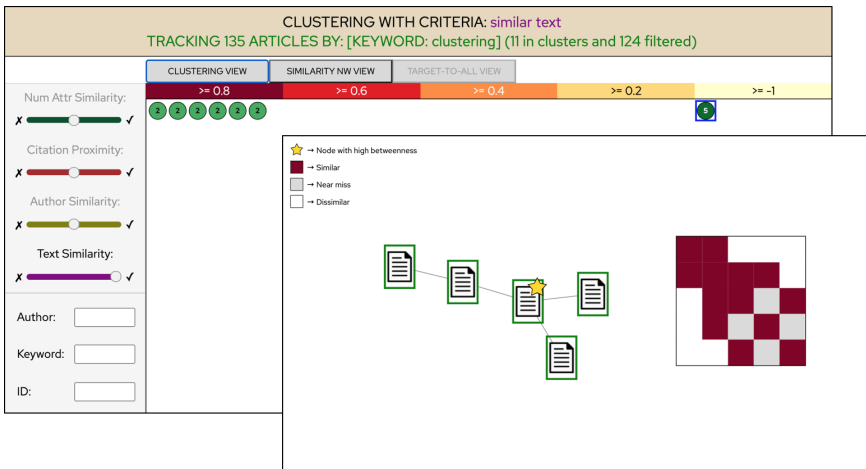 CLUSTERING WITH CRITERIA: similar text
TRACKING 135 ARTICLES BY: [KEYWORD: clustering] (11 in clusters and 124 filtered)
CLUSTERING VIEW
SIMILARITY NW VIEW
TARGET-TO-ALL VIEW
>= 0.8
>= 0.6
>= 0.4
>= 0.2
>= -1
2 2 2 2 2 2
5
Num Attr Similarity:
✗ ✓
Citation Proximity:
✗ ✓
Author Similarity:
✗ ✓
Text Similarity:
✗ ✓
Author:
Keyword:
ID:
→ Node with high betweenness
→ Similar
→ Near miss
→ Dissimilar